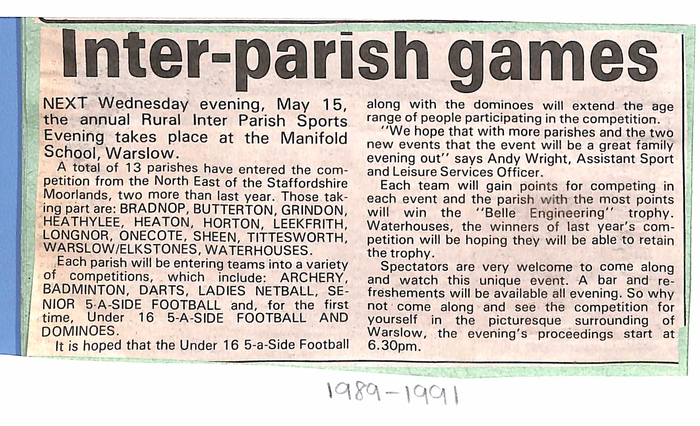 Inter-parish games
NEXT Wednesday evening, May 15,
the annual Rural Inter Parish Sports
Evening takes place at the Manifold
School, Warslow.
A total of 13 parishes have entered the com-
petition from the North East of the Staffordshire
Moorlands, two more than last year. Those tak-
ing part are: BRADNOP, BUTTERTON, GRINDON,
HEATHYLEE, HEATON, HORTON, LEEKFRITH,
LONGNOR, ONECOTE, SHEEN, TITTESWORTH,
WARSLOW/ELKSTONES, WATERHOUSES.
Each parish will be entering teams into a variety
of competitions, which include: ARCHERY,
BADMINTON, DARTS, LADIES NETBALL, SE-
NIOR 5-A-SIDE FOOTBALL and, for the first
time, Under 16 5-A-SIDE FOOTBALL AND
DOMINOES.
It is hoped that the Under 16 5-a-Side Football
along with the dominoes will extend the age
range of people participating in the competition.
"We hope that with more parishes and the two
new events that the event will be a great family
evening out" says Andy Wright, Assistant Sport
and Leisure Services Officer.
Each team will gain points for competing in
each event and the parish with the most points
will win the "Belle Engineering" trophy.
Waterhouses, the winners of last year's com-
petition will be hoping they will be able to retain
the trophy.
Spectators are very welcome to come along
and watch this unique event. A bar and re-
freshments will be available all evening. So why
not come along and see the competition for
yourself in the picturesque surrounding of
Warslow, the evening's proceedings start at
6.30pm.
1989-1991